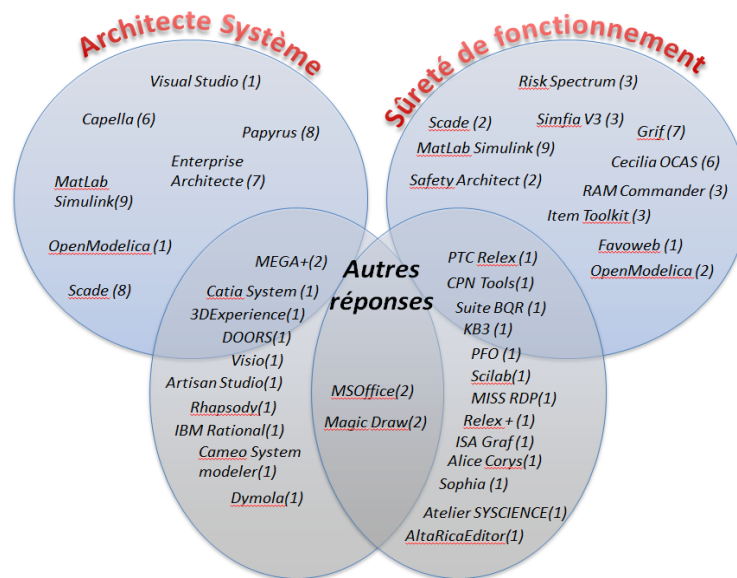 Architecte Système
Visual Studio (1)
Capella (6)
Papyrus (8)
Enterprise
Architecte (7)
MatLab
Simulink(9)
OpenModelica (1)
Scade (8)
Sûreté de fonctionnement
Risk Spectrum (3)
Scade (2)
Simfia V3 (3)
Grif (7)
MatLab Simulink (9)
Cecilia OCAS (6)
Safety Architect (2)
RAM Commander (3)
Item Toolkit (3)
Favoweb (1)
OpenModelica (2)
Autres
réponses
MEGA+(2)
Catia System (1)
3DExperience(1)
DOORS(1)
Visio(1)
Artisan Studio(1)
Rhapsody(1)
IBM Rational(1)
Cameo System
modeler(1)
Dymola(1)
MSOffice(2)
Magic Draw(2)
PTC Relex (1)
CPN Tools(1)
Suite BQR (1)
KB3 (1)
PFO (1)
Scilab(1)
MISS RDP(1)
Relex + (1)
ISA Graf (1)
Alice Corys(1)
Sophia (1)
Atelier SYSCIENCE(1)
AltaRicaEditor(1)